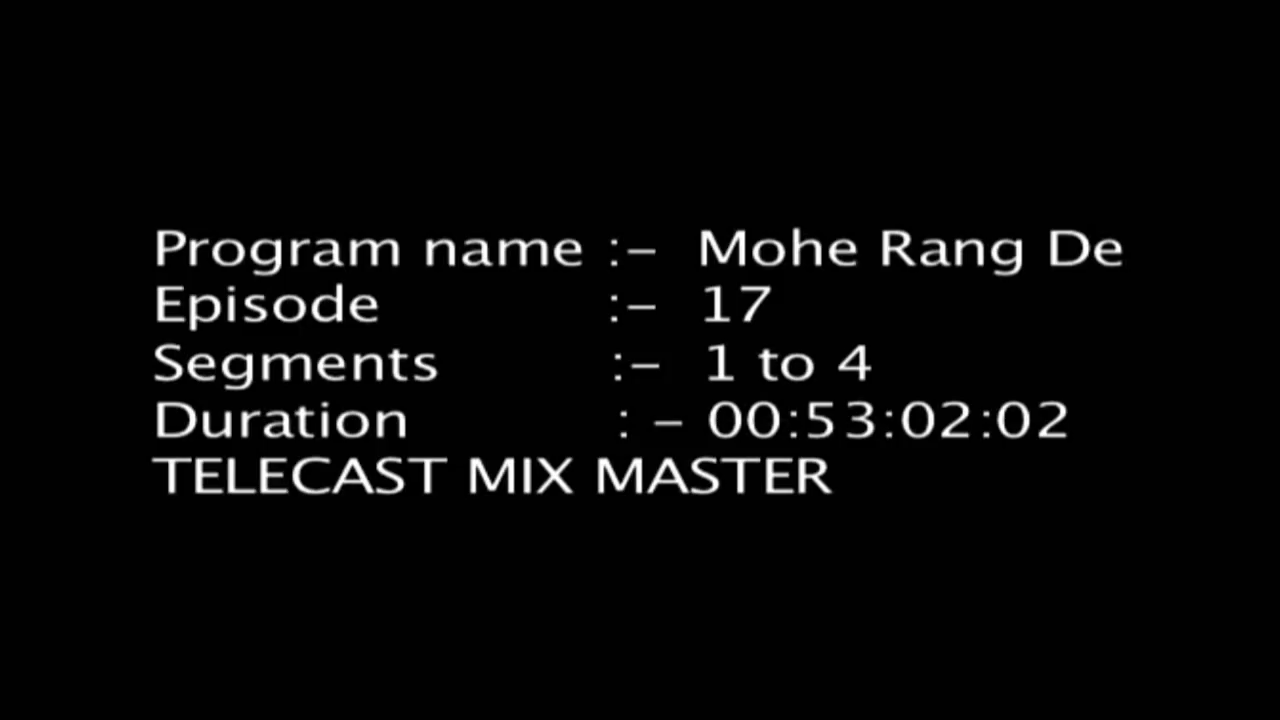 Program name :– Mohe Rang De
Episode :– 17
Segments :– 1 to 4
Duration : – 00:53:02:02
TELECAST MIX MASTER